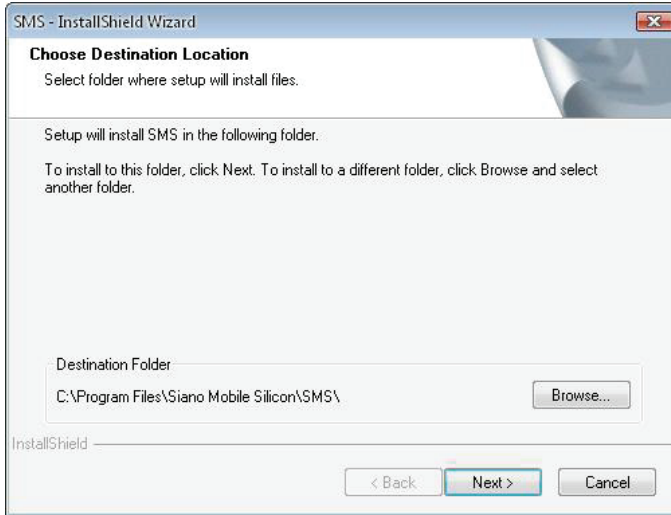 SMS - InstallShield Wizard
Choose Destination Location
Select folder where setup will install files.
Setup will install SMS in the following folder.
To install to this folder, click Next. To install to a different folder, click Browse and select
another folder.
Destination Folder
C:\Program Files\Siano Mobile Silicon\SMS\
Browse...
InstallShield
< Back
Next >
Cancel